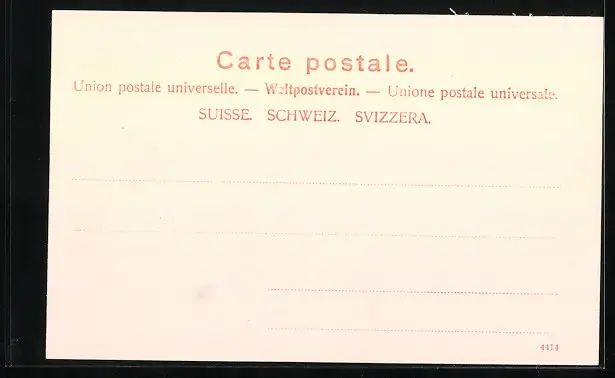 Carte postale.
Union postale universelle. — Weltpostverein. — Unione postale universale.
SUISSE. SCHWEIZ. SVIZZERA.
4414